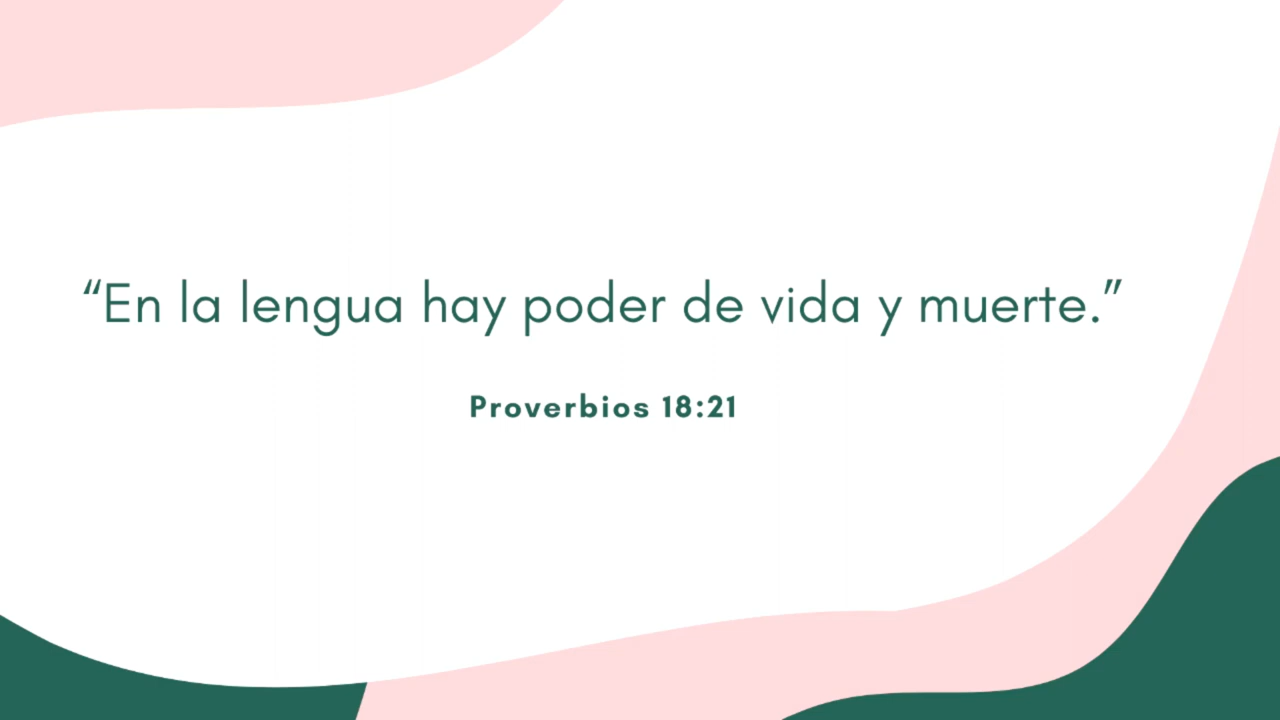 “En la lengua hay poder de vida y muerte.”
Proverbios 18:21